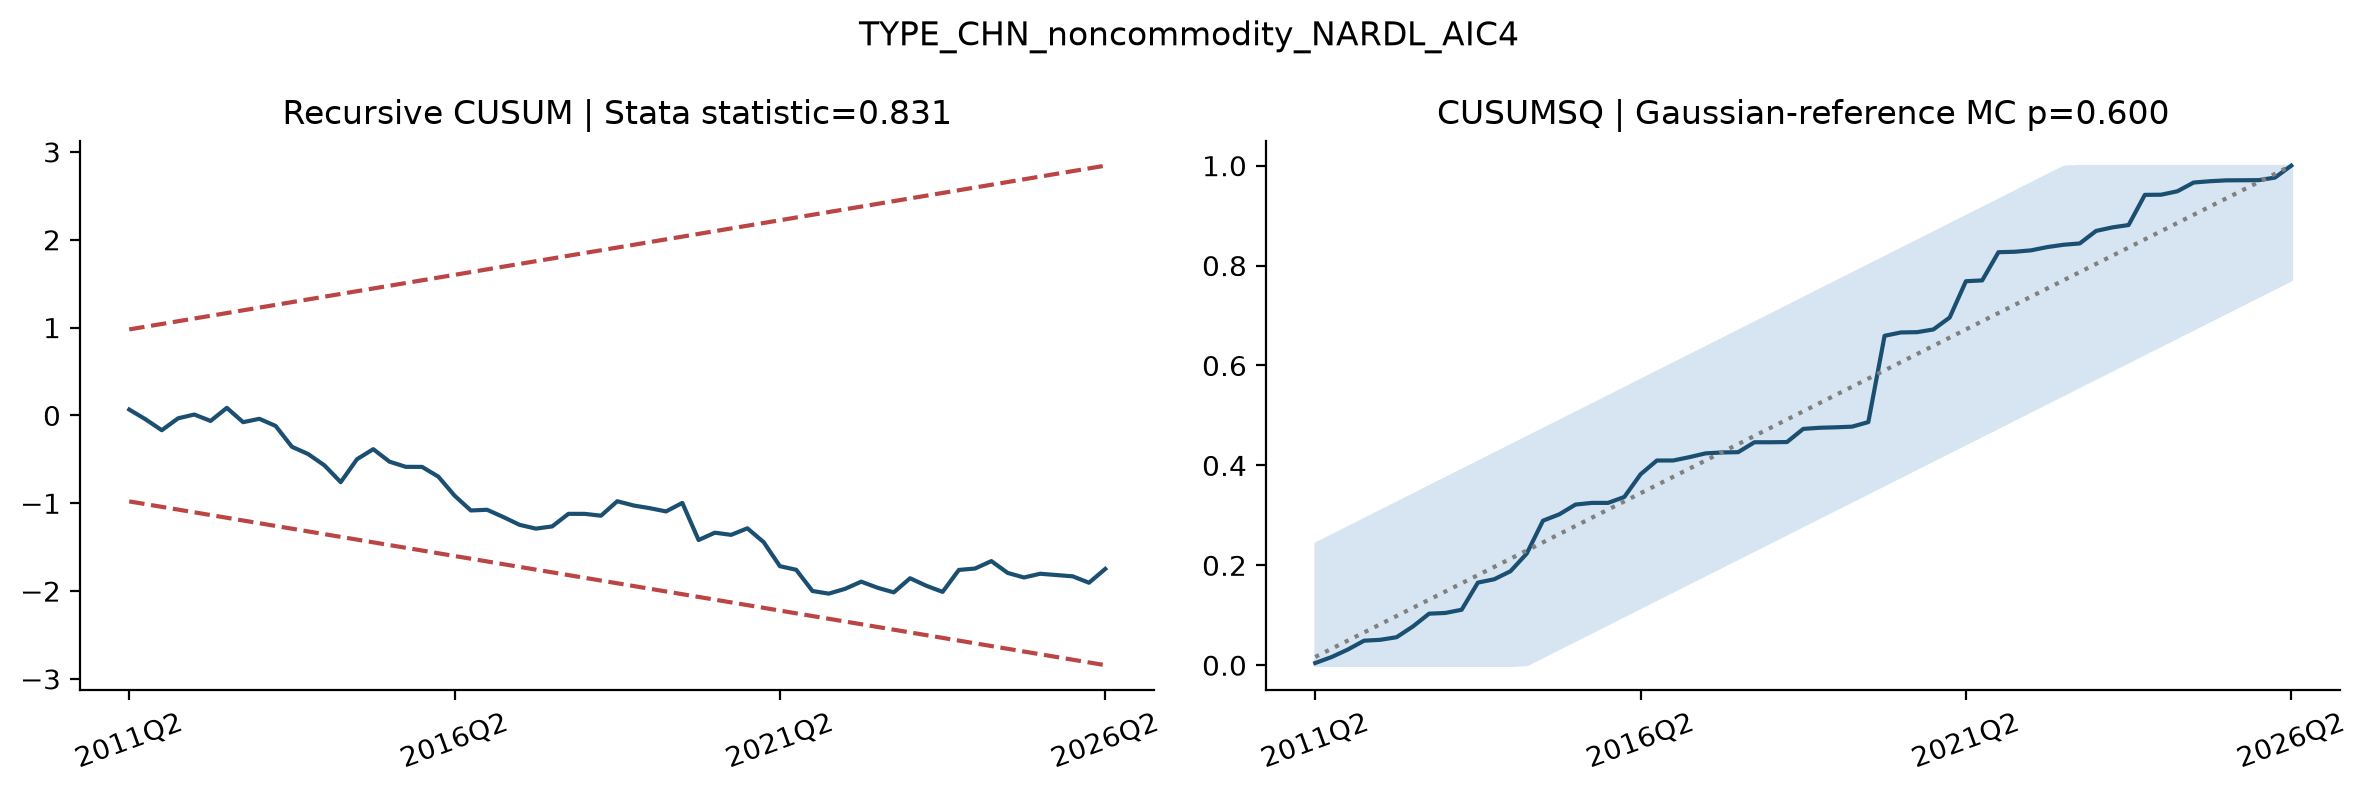 TYPE_CHN_noncommodity_NARDL_AIC4
Recursive CUSUM | Stata statistic=0.831
3
2
1
0
−1
−2
−3
2011Q2
2016Q2
2021Q2
2026Q2
CUSUMSQ | Gaussian-reference MC p=0.600
1.0
0.8
0.6
0.4
0.2
0.0
2011Q2
2016Q2
2021Q2
2026Q2